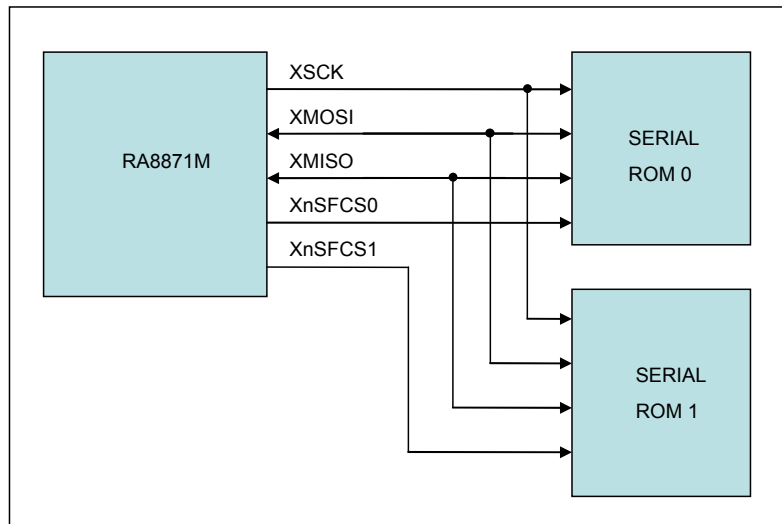 RA8871M
XSCK
XMOSI
XMISO
XnSFCS0
XnSFCS1
SERIAL
ROM 0
SERIAL
ROM 1